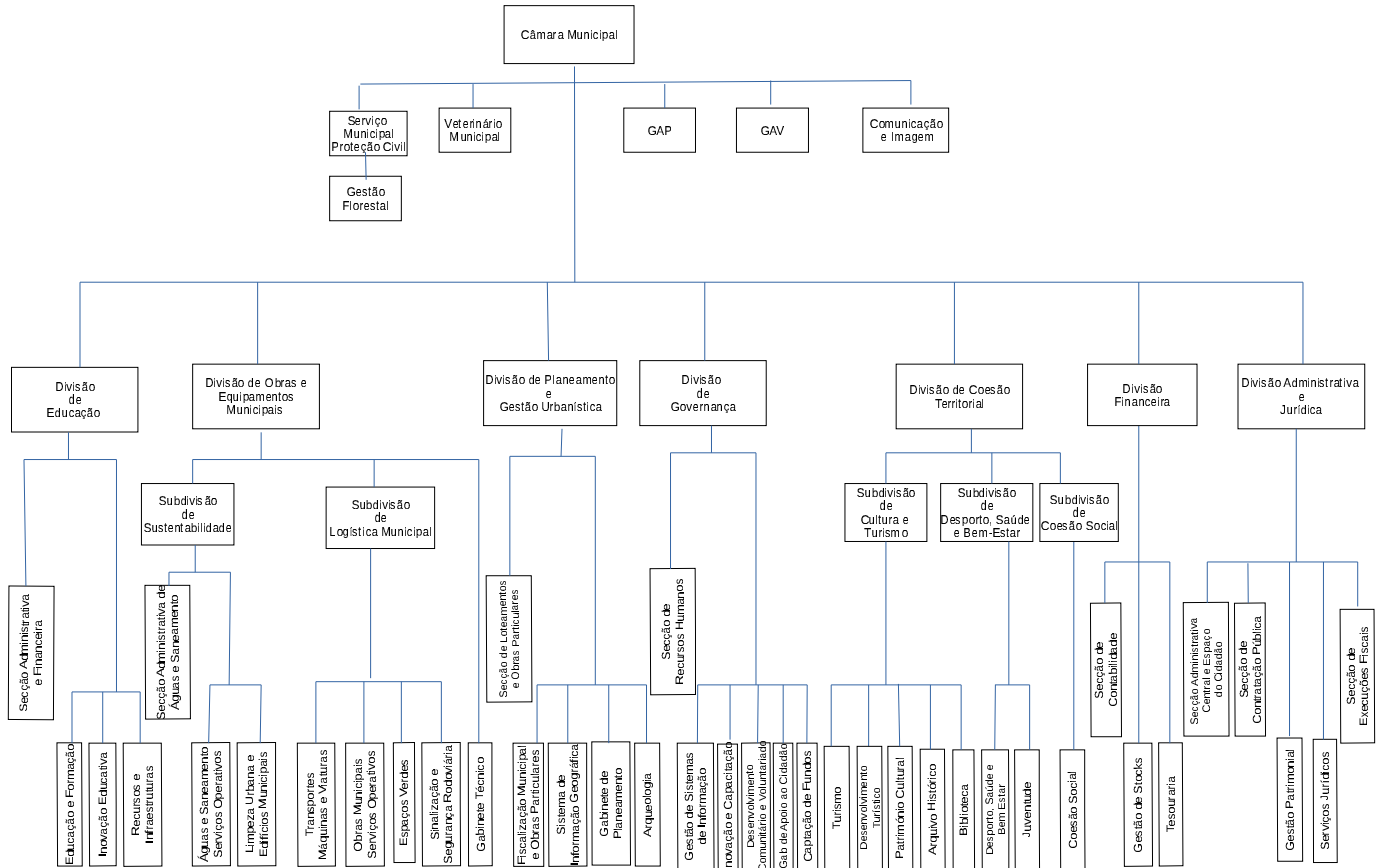 Câmara Municipal
Serviço
Municipal
Proteção Civil
Veterinário
Municipal
GAP
GAV
Comunicação
e Imagem
Gestão
Florestal
Divisão
de
Educação
Divisão de Obras e
Equipamentos
Municipais
Divisão de Planeamento
e
Gestão Urbanística
Divisão
de
Governança
Divisão de Coesão
Territorial
Divisão
Financeira
Divisão Administrativa
e
Jurídica
Subdivisão
de
Sustentabilidade
Subdivisão
de
Logística Municipal
Subdivisão
de
Cultura e
Turismo
Subdivisão
de
Desporto, Saúde
e Bem-Estar
Subdivisão
de
Coesão Social
Secção Administrativa
e Financeira
Secção Administrativa de
Águas e Saneamento
Secção de Loteamentos
e Obras Particulares
Secção de
Recursos Humanos
Secção de
Contabilidade
Secção Administrativa
Central e Espaço
do Cidadão
Secção de
Contratação Pública
Secção de
Execuções Fiscais
Educação e Formação
Inovação Educativa
Recursos e
Infraestruturas
Águas e Saneamento
Serviços Operativos
Limpeza Urbana e
Edifícios Municipais
Transportes
Máquinas e Viaturas
Obras Municipais
Serviços Operativos
Espaços Verdes
Sinalização e
Segurança Rodoviária
Gabinete Técnico
Fiscalização Municipal
e Obras Particulares
Sistema de
Informação Geográfica
Gabinete de
Planeamento
Arqueologia
Gestão de Sistemas
de Informação
novação e Capacitação
Desenvolvimento
Comunitário e Voluntariado
Gab de Apoio ao Cidadão
Captação de Fundos
Turismo
Desenvolvimento
Turístico
Património Cultural
Arquivo Histórico
Biblioteca
Desporto, Saúde e
Bem Estar
Juventude
Coesão Social
Gestão de Stocks
Tesouraria
Gestão Patrimonial
Serviços Jurídicos